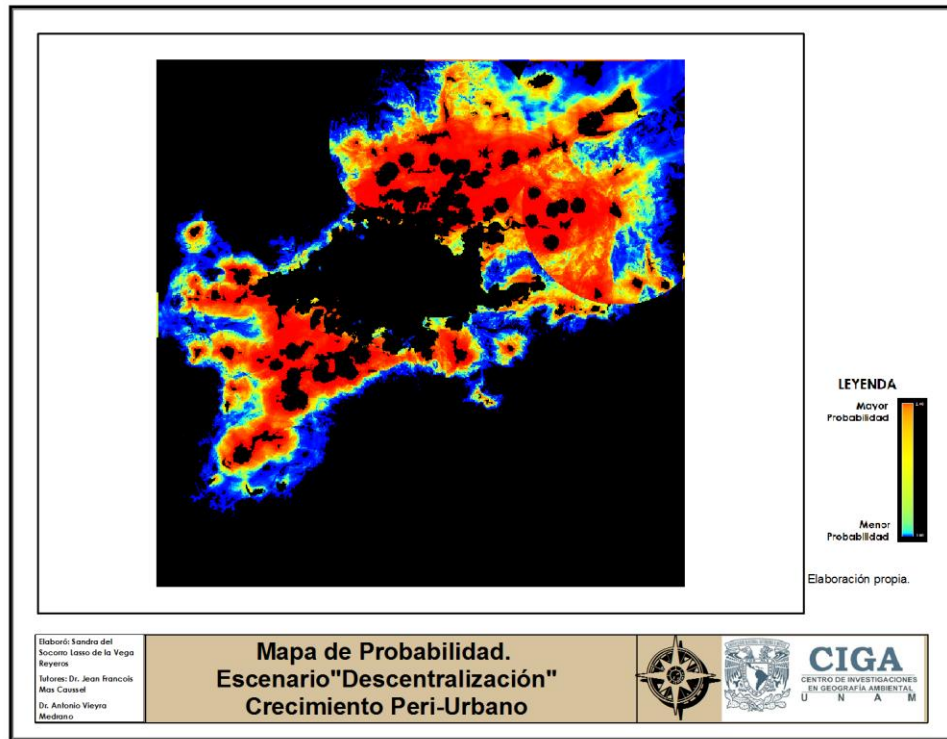 LEYENDA
Mayor
Probabilidad
Menor
Probabilidad
Elaboración propia.
Elaboró: Sandra del
Socorro Lasso de la Vega
Reyeros
Tutores: Dr. Jean Francois
Mas Caussel
Dr. Antonio Vieyra
Medrano
Mapa de Probabilidad.
Escenario"Descentralización"
Crecimiento Peri-Urbano
CIGA
CENTRO DE INVESTIGACIONES
EN GEOGRAFÍA AMBIENTAL
U N A M